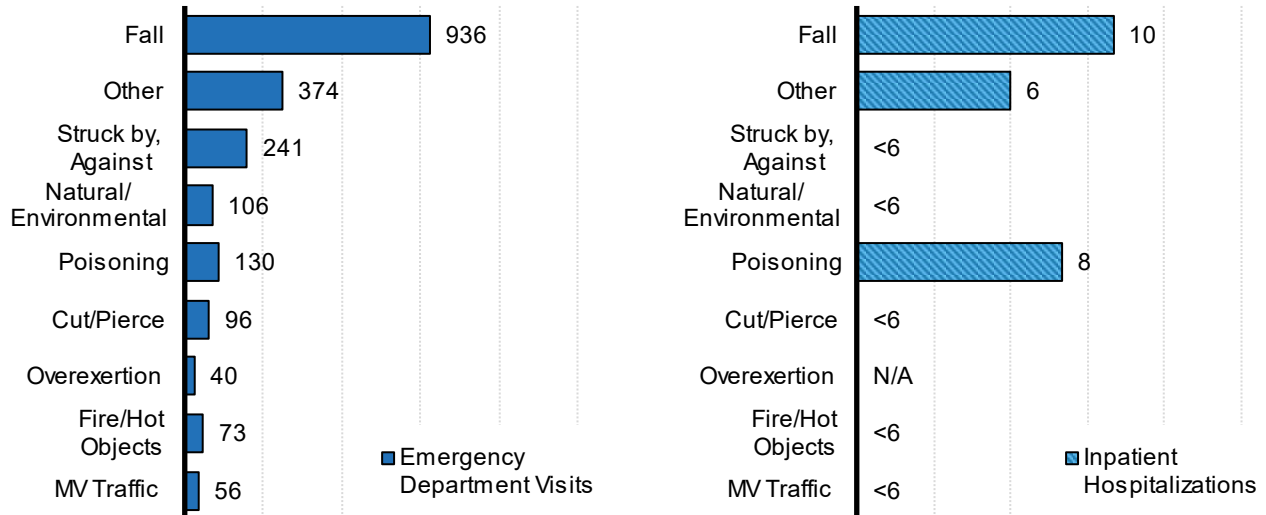 Fall
936
Other
374
Struck by,
Against
241
Natural/
Environmental
106
Poisoning
130
Cut/Pierce
96
Overexertion
40
Fire/Hot
Objects
73
MV Traffic
56
Emergency
Department Visits
Fall
10
Other
6
Struck by,
Against
<6
Natural/
Environmental
<6
Poisoning
8
Cut/Pierce
<6
Overexertion
N/A
Fire/Hot
Objects
<6
MV Traffic
<6
Inpatient
Hospitalizations